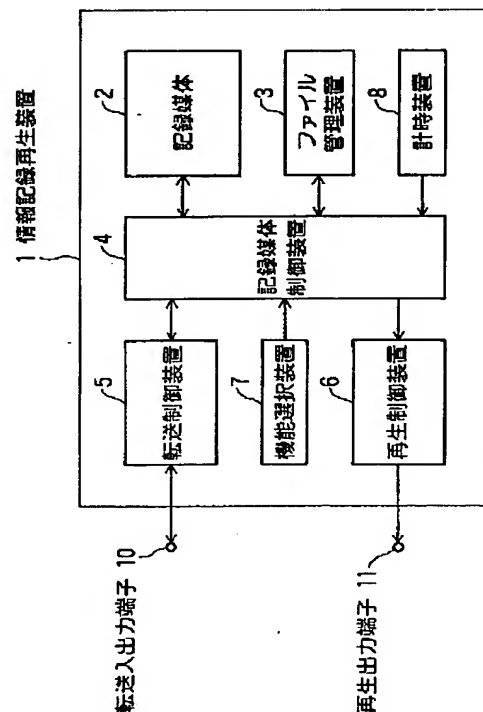 1 情報記録再生装置
2
記録媒体
3
ファイル
管理装置
8
計時装置
4
記録媒体
制御装置
5
転送制御装置
7
機能選択装置
6
再生制御装置
転送入出力端子 10
再生出力端子 11